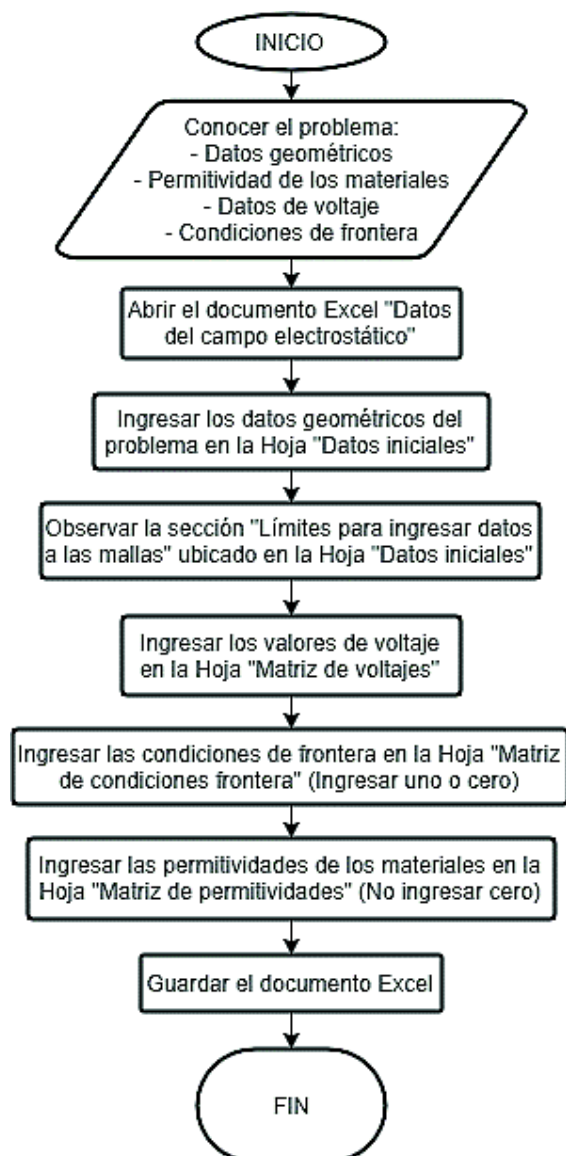 INICIO
Conocer el problema:
- Datos geométricos
- Permitividad de los materiales
- Datos de voltaje
- Condiciones de frontera
Abrir el documento Excel "Datos
del campo electrostático"
Ingresar los datos geométricos del
problema en la Hoja "Datos iniciales"
Observar la sección "Límites para ingresar datos
a las mallas" ubicado en la Hoja "Datos iniciales"
Ingresar los valores de voltaje
en la Hoja "Matriz de voltajes"
Ingresar las condiciones de frontera en la Hoja "Matriz
de condiciones frontera" (Ingresar uno o cero)
Ingresar las permitividades de los materiales en la
Hoja "Matriz de permitividades" (No ingresar cero)
Guardar el documento Excel
FIN